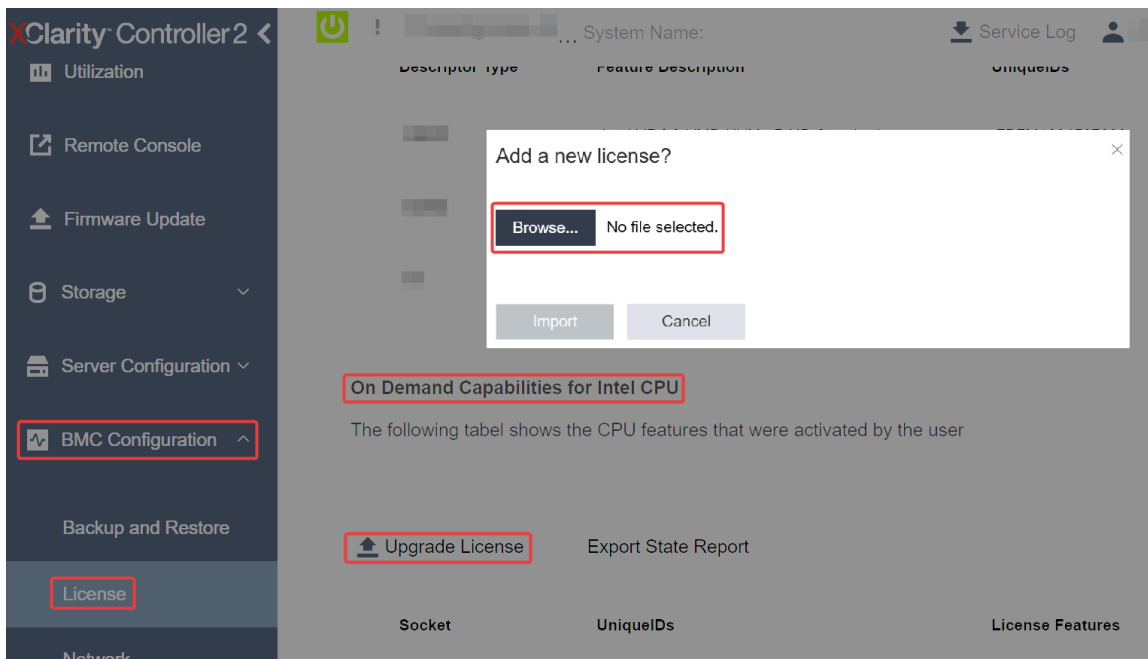 XClarity Controller 2
... System Name:
Service Log
Utilization
Descriptor Type Feature Description UniqueIDs
Remote Console
Add a new license?
Firmware Update
Browse... No file selected.
Storage
Import Cancel
Server Configuration
On Demand Capabilities for Intel CPU
BMC Configuration
The following tabel shows the CPU features that were activated by the user
Backup and Restore
Upgrade License Export State Report
License
Socket UniqueIDs License Features
Network